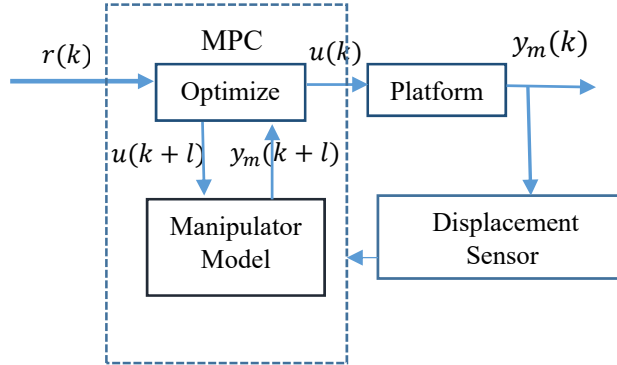 MPC
r(k)
u(k)
y_m(k)
Optimize
Platform
u(k + l)
y_m(k + l)
Manipulator
Model
Displacement
Sensor